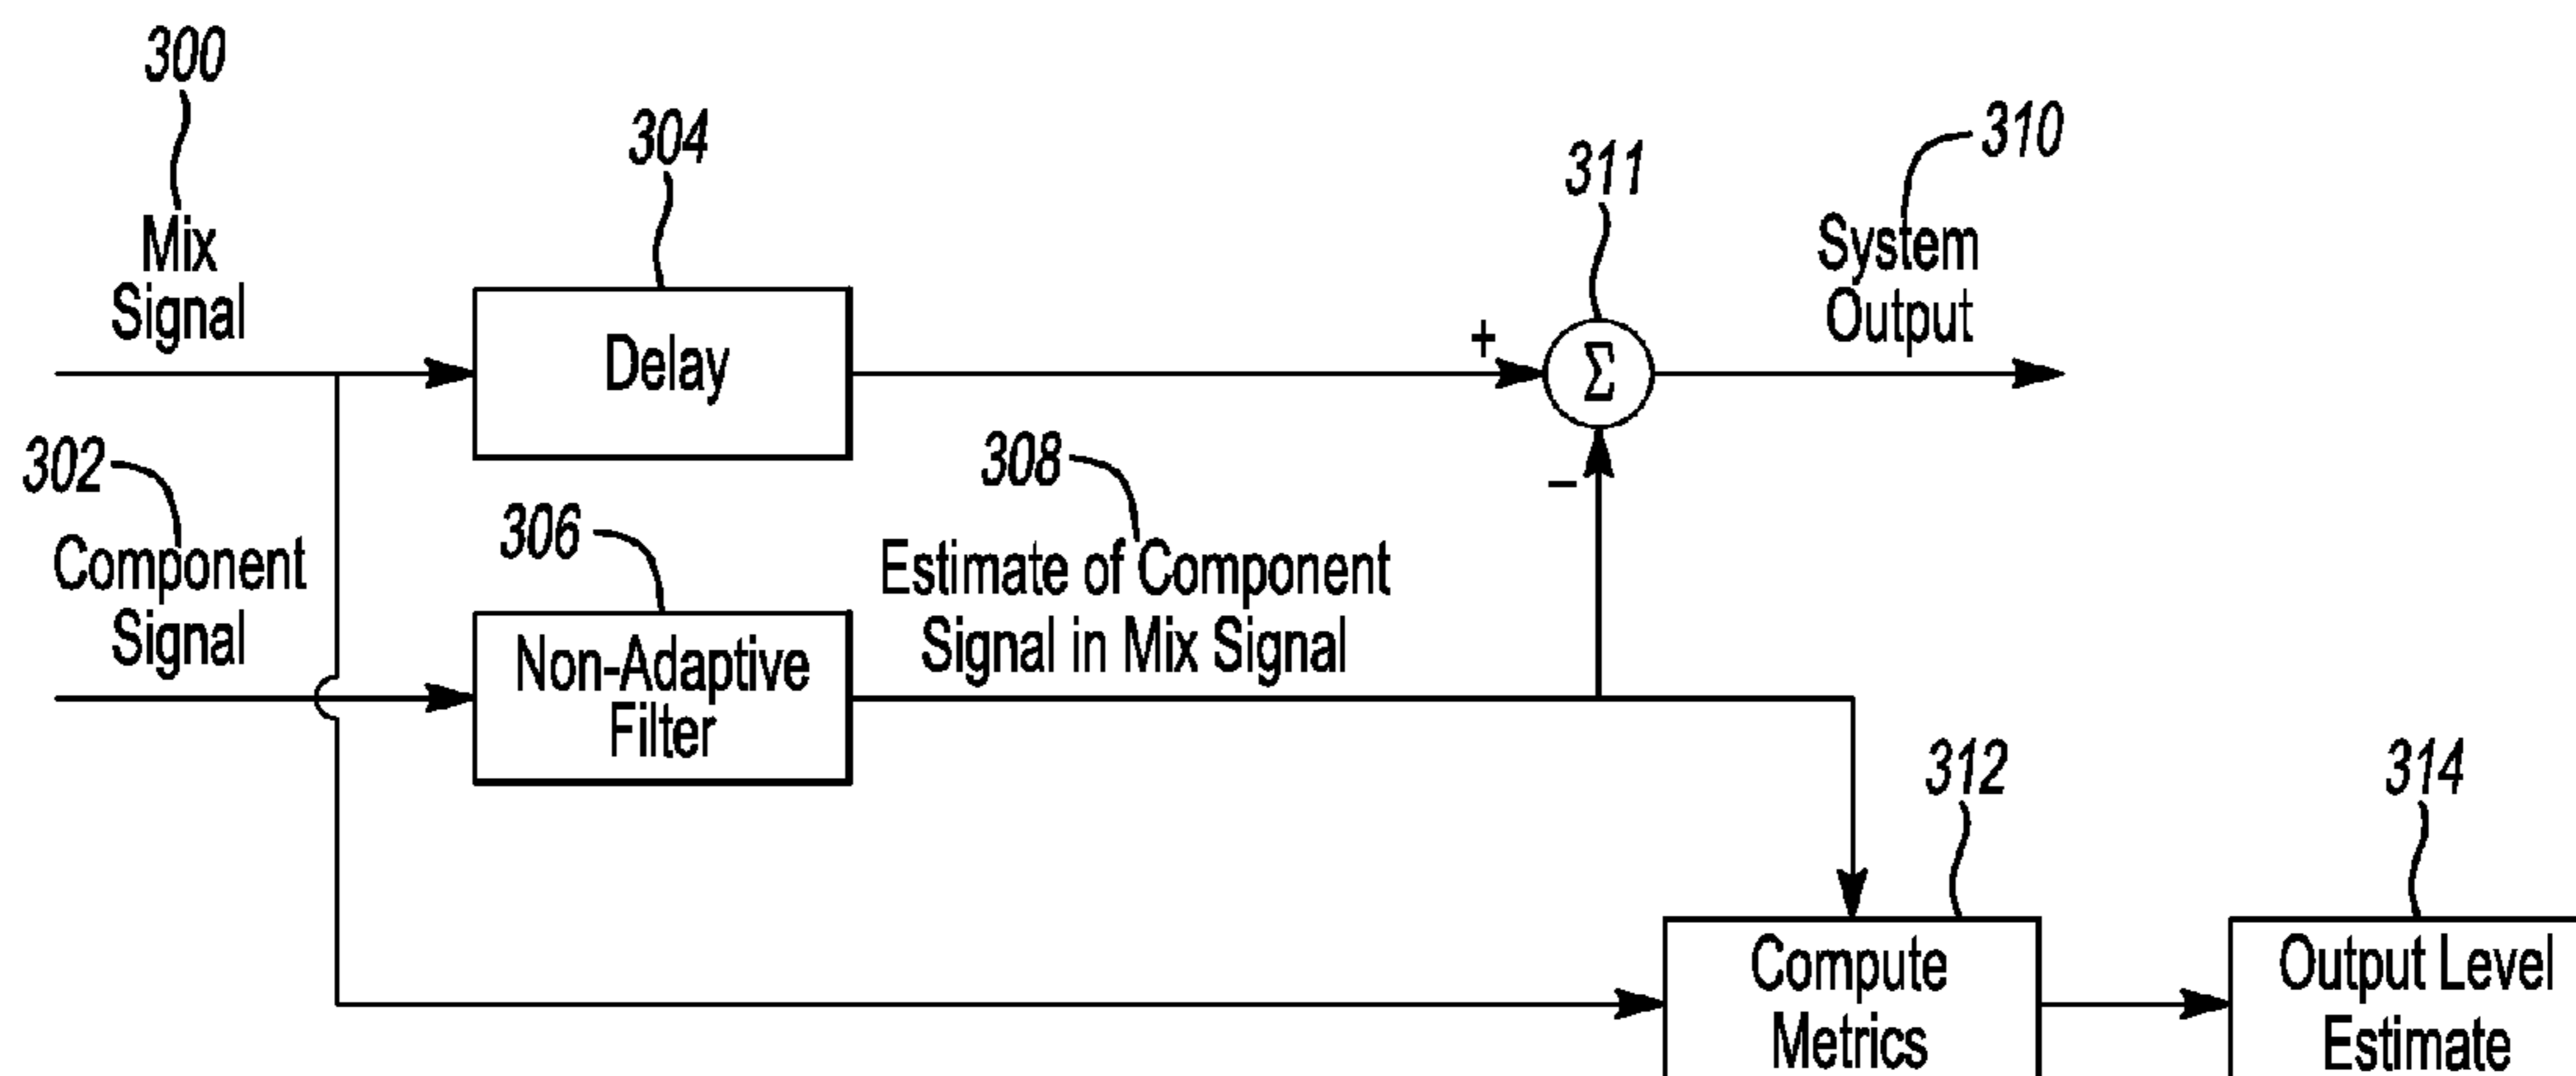 300
Mix
Signal
304
Delay
311
+
Σ
−
310
System
Output
302
Component
Signal
306
Non-Adaptive
Filter
308
Estimate of Component
Signal in Mix Signal
312
Compute
Metrics
314
Output Level
Estimate